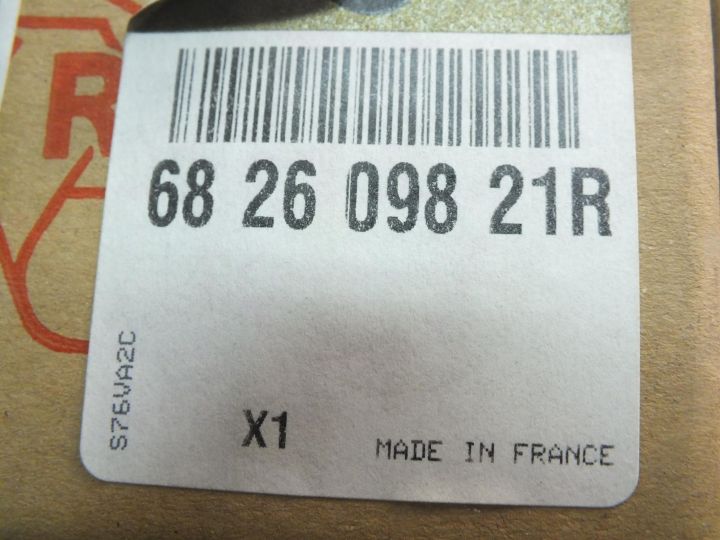 R
68 26 098 21R
S76VA2C
X1
MADE IN FRANCE